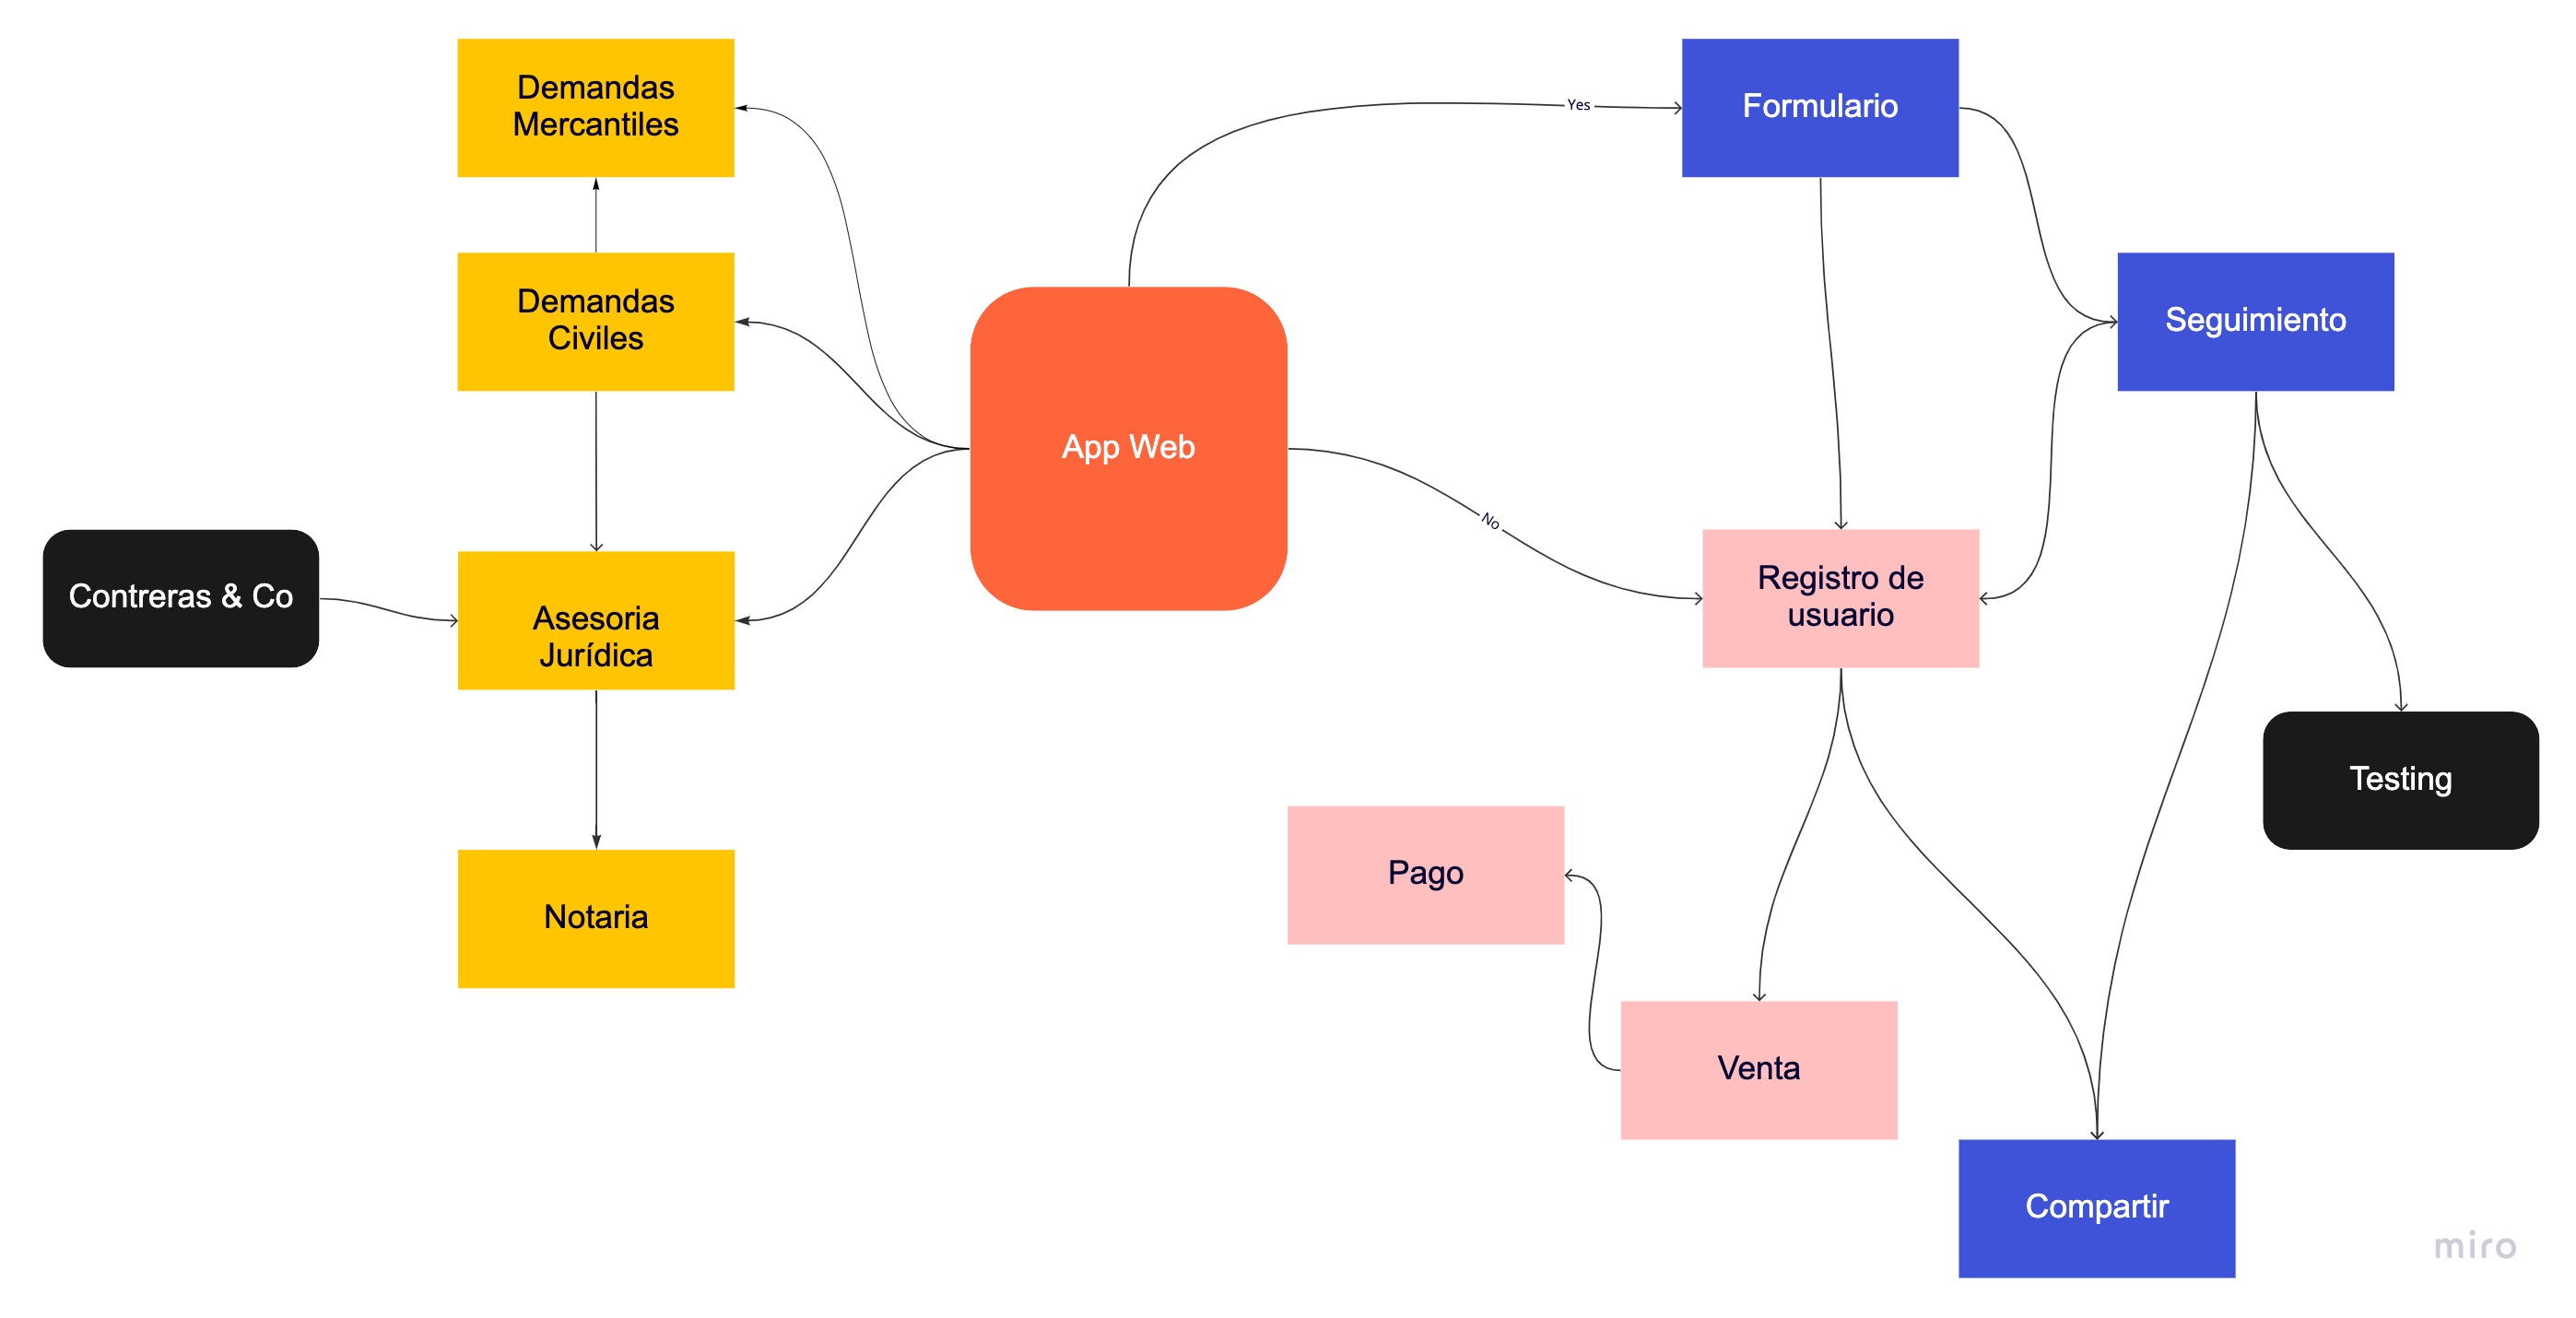 Demandas
Mercantiles
Yes
Formulario
Demandas
Civiles
Seguimiento
App Web
No
Contreras & Co
Asesoria
Jurídica
Registro de
usuario
Testing
Pago
Notaria
Venta
Compartir
miro